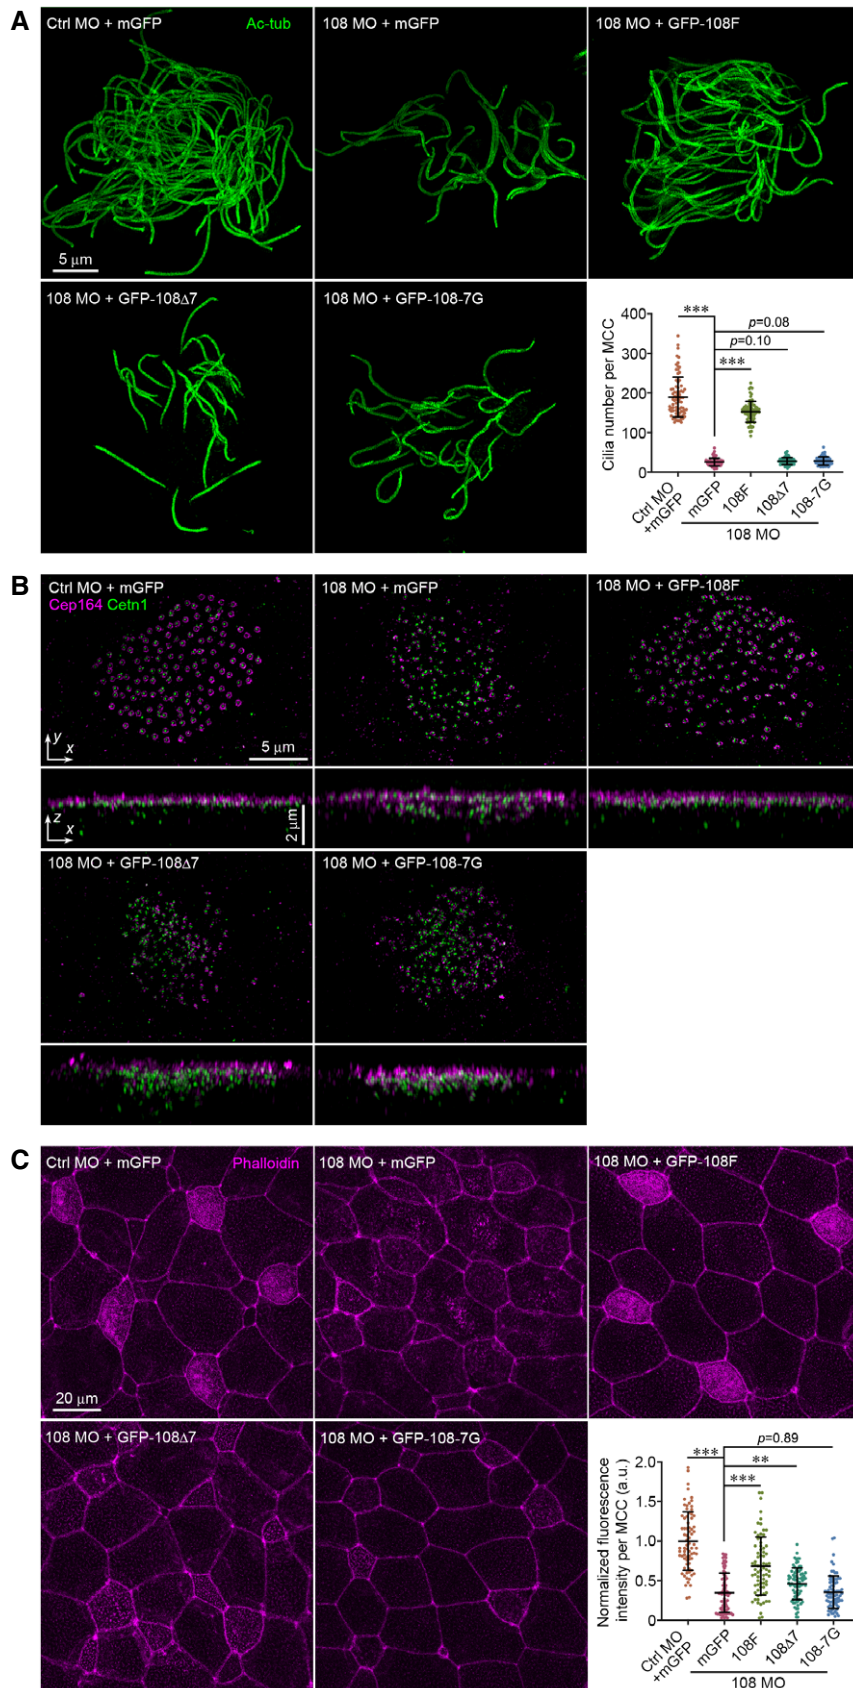 A
Ctrl MO + mGFP
Ac-tub
108 MO + mGFP
108 MO + GFP-108F
5 μm
108 MO + GFP-108Δ7
108 MO + GFP-108-7G
Cilia number per MCC
400
300
200
100
0
***
p=0.08
p=0.10
***
Ctrl MO
+mGFP
mGFP
108F
108Δ7
108-7G
108 MO
B
Ctrl MO + mGFP
Cep164 Cetn1
108 MO + mGFP
108 MO + GFP-108F
y
x
5 μm
z
x
2 μm
108 MO + GFP-108Δ7
108 MO + GFP-108-7G
C
Ctrl MO + mGFP
Phalloidin
108 MO + mGFP
108 MO + GFP-108F
20 μm
108 MO + GFP-108Δ7
108 MO + GFP-108-7G
Normalized fluorescence
intensity per MCC (a.u.)
2.0
1.5
1.0
0.5
0
p=0.89
***
**
***
Ctrl MO
+mGFP
mGFP
108F
108Δ7
108-7G
108 MO